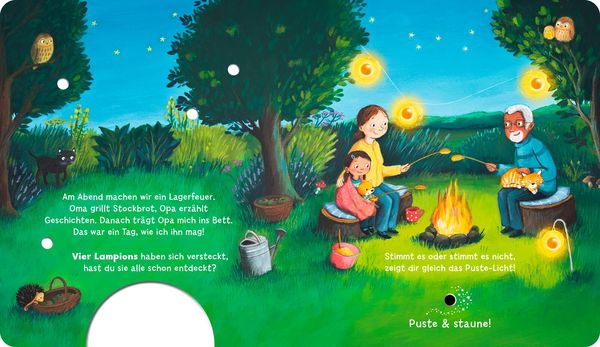 Am Abend machen wir ein Lagerfeuer.
Oma grillt Stockbrot, Opa erzählt
Geschichten. Danach trägt Opa mich ins Bett.
Das war ein Tag, wie ich ihn mag!
Vier Lampions haben sich versteckt,
hast du sie alle schon entdeckt?
Stimmt es oder stimmt es nicht,
zeigt dir gleich das Puste-Licht!
Puste & staune!